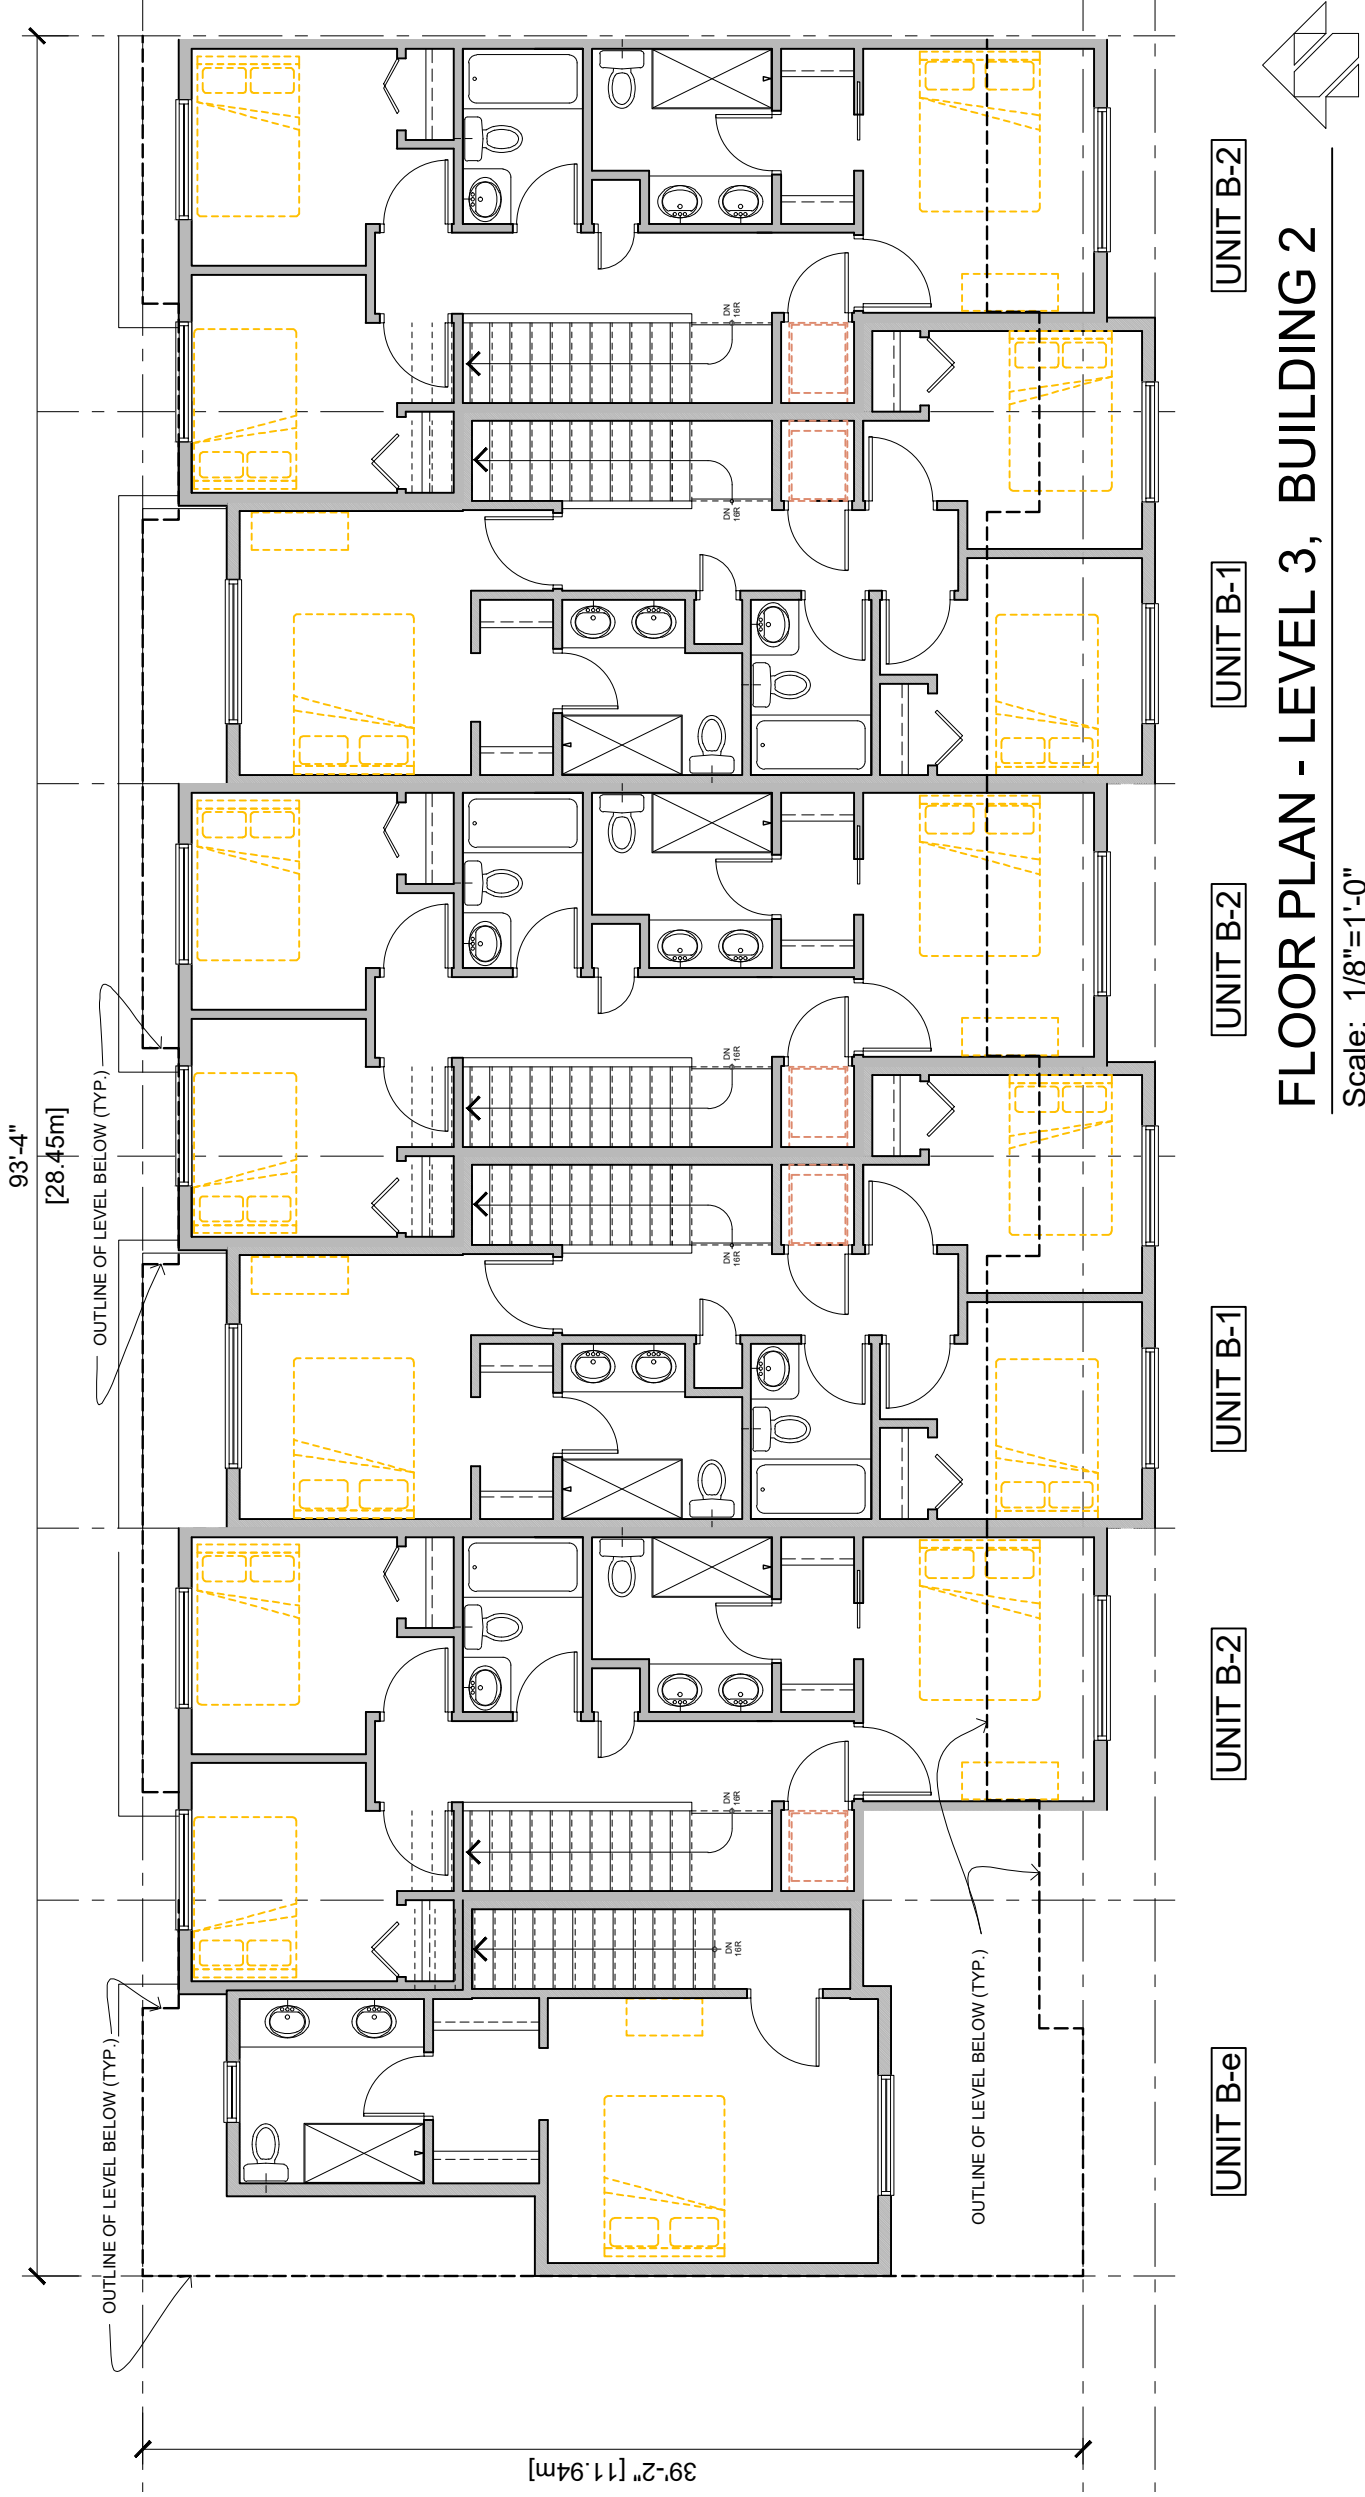 93'-4"
[28.45m]
OUTLINE OF LEVEL BELOW (TYP.)
OUTLINE OF LEVEL BELOW (TYP.)
OUTLINE OF LEVEL BELOW (TYP.)
39'-2" [11.94m]
DN
16R
DN
16R
DN
16R
DN
16R
DN
16R
DN
16R
UNIT B-e
UNIT B-2
UNIT B-1
UNIT B-2
UNIT B-1
UNIT B-2
FLOOR PLAN - LEVEL 3, BUILDING 2
Scale: 1/8"=1'-0"